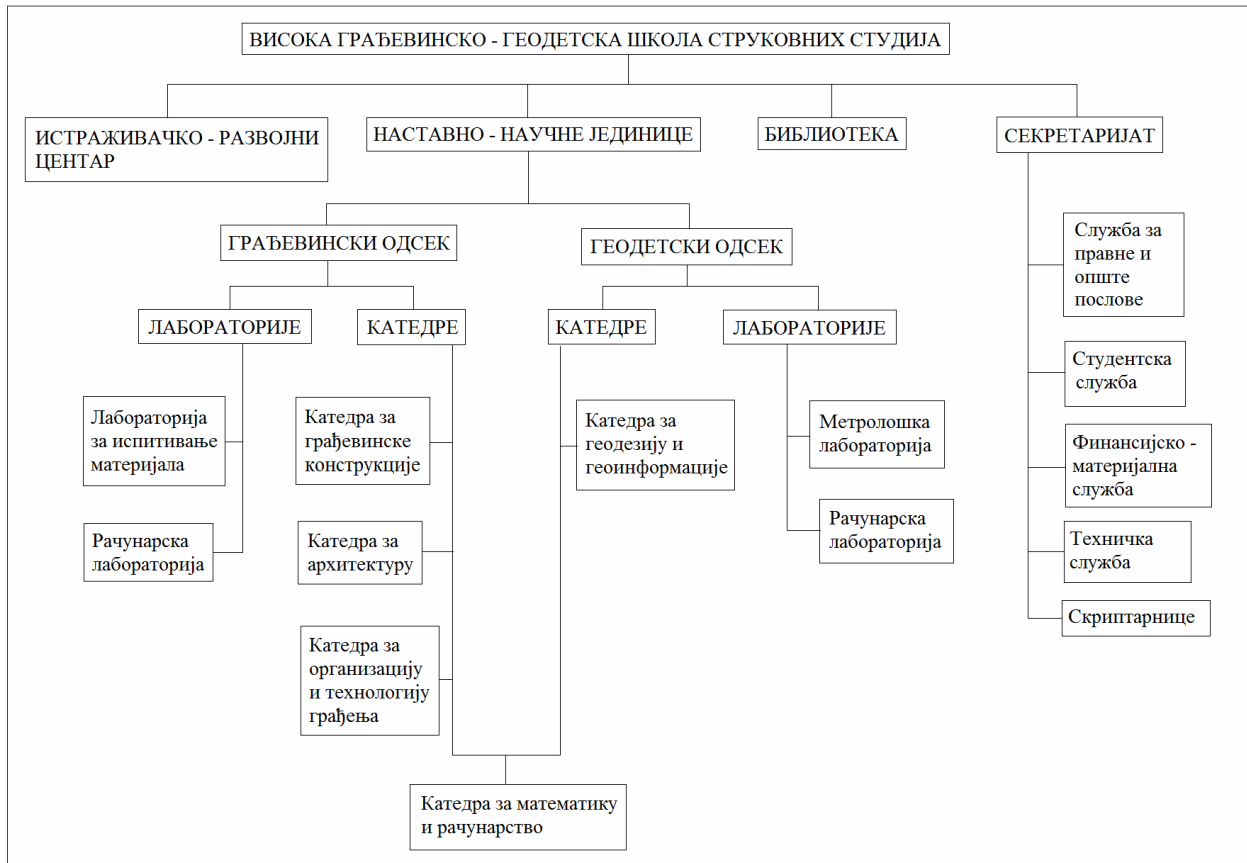 ВИСОКА ГРАЂЕВИНСКО - ГЕОДЕТСКА ШКОЛА СТРУКОВНИХ СТУДИЈА
ИСТРАЖИВАЧКО - РАЗВОЈНИ
ЦЕНТАР
НАСТАВНО - НАУЧНЕ ЈЕДИНИЦЕ
БИБЛИОТЕКА
СЕКРЕТАРИЈАТ
ГРАЂЕВИНСКИ ОДСЕК
ГЕОДЕТСКИ ОДСЕК
Служба за
правне и
опште
послове
ЛАБОРАТОРИЈЕ
КАТЕДРЕ
КАТЕДРЕ
ЛАБОРАТОРИЈЕ
Студентска
служба
Лабораторија
за испитивање
материјала
Катедра за
грађевинске
конструкције
Катедра за
геодезију и
геоинформације
Метролошка
лабораторија
Финансијско -
материјална
служба
Рачунарска
лабораторија
Катедра за
архитектуру
Рачунарска
лабораторија
Техничка
служба
Скриптарнице
Катедра за
организацију
и технологију
грађења
Катедра за математику
и рачунарство